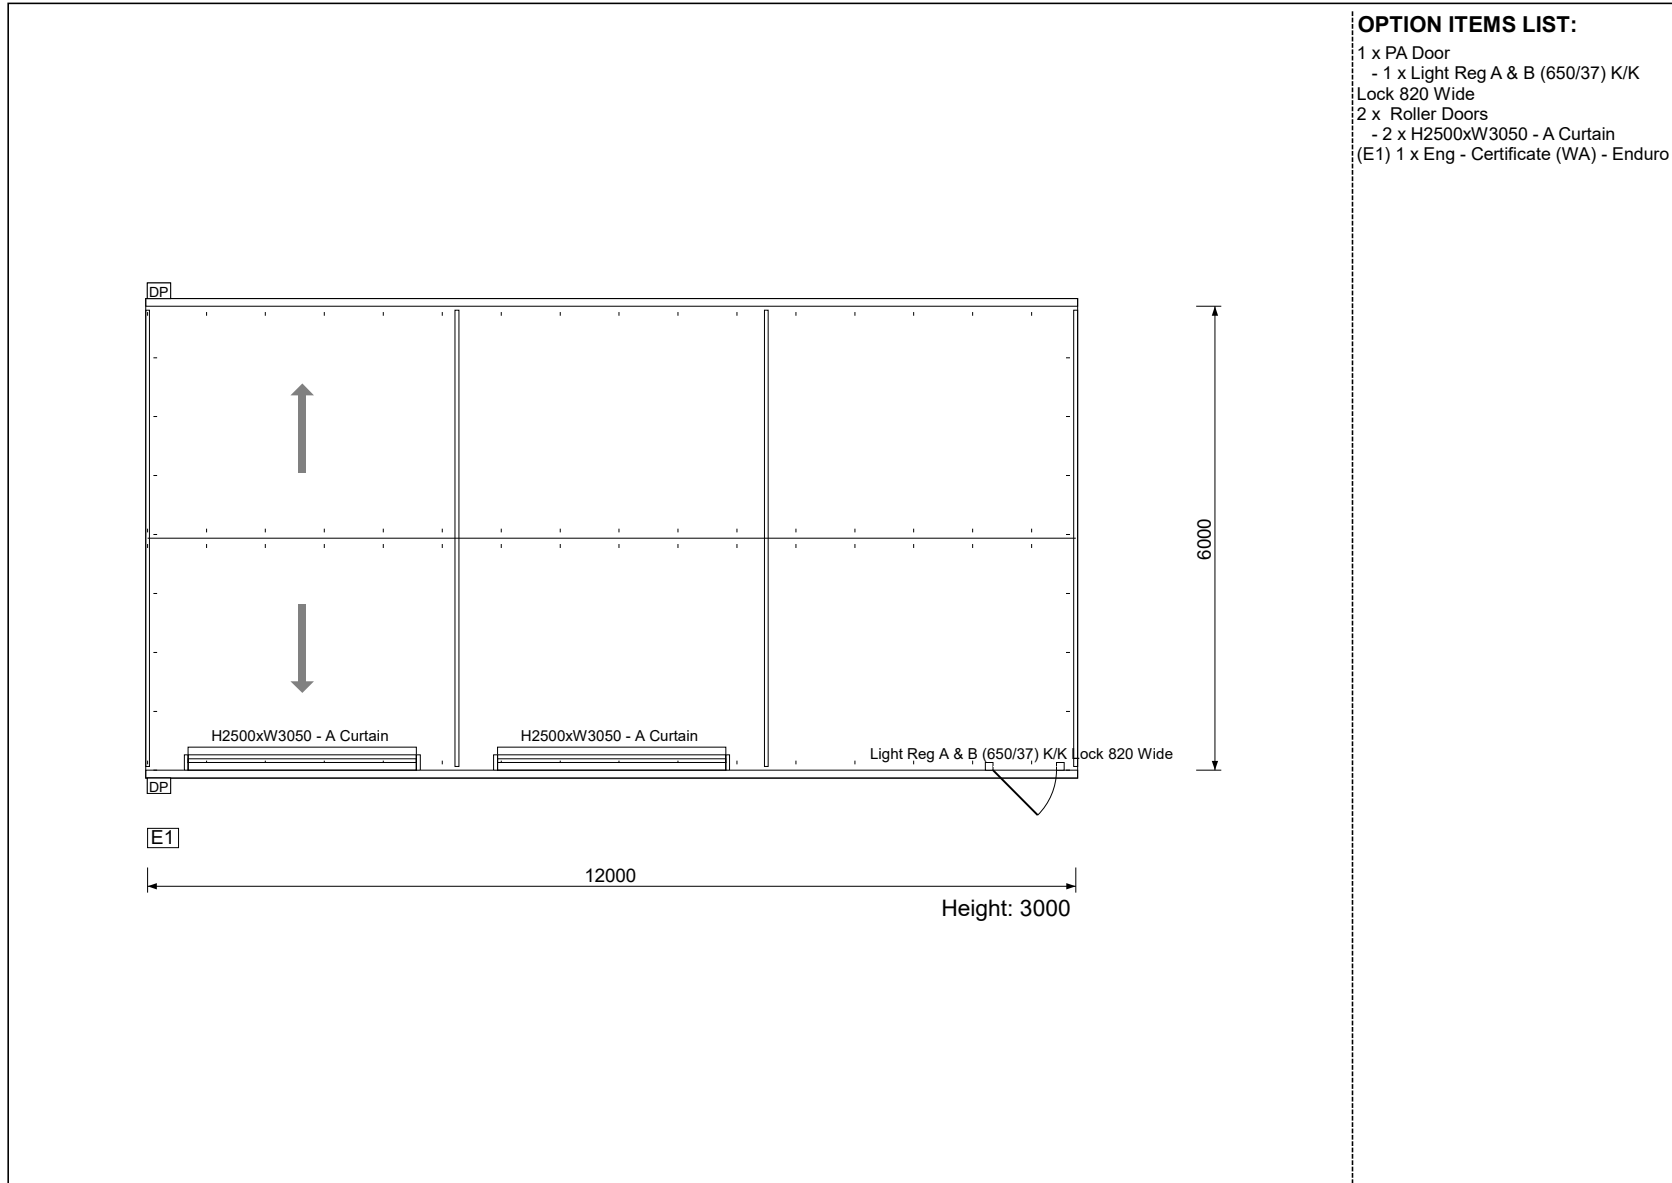 OPTION ITEMS LIST:
1 x PA Door
- 1 x Light Reg A & B (650/37) K/K
Lock 820 Wide
2 x  Roller Doors
- 2 x H2500xW3050 - A Curtain
(E1) 1 x Eng - Certificate (WA) - Enduro
DP
6000
H2500xW3050 - A Curtain
H2500xW3050 - A Curtain
Light Reg A & B (650/37) K/K Lock 820 Wide
DP
E1
12000
Height: 3000